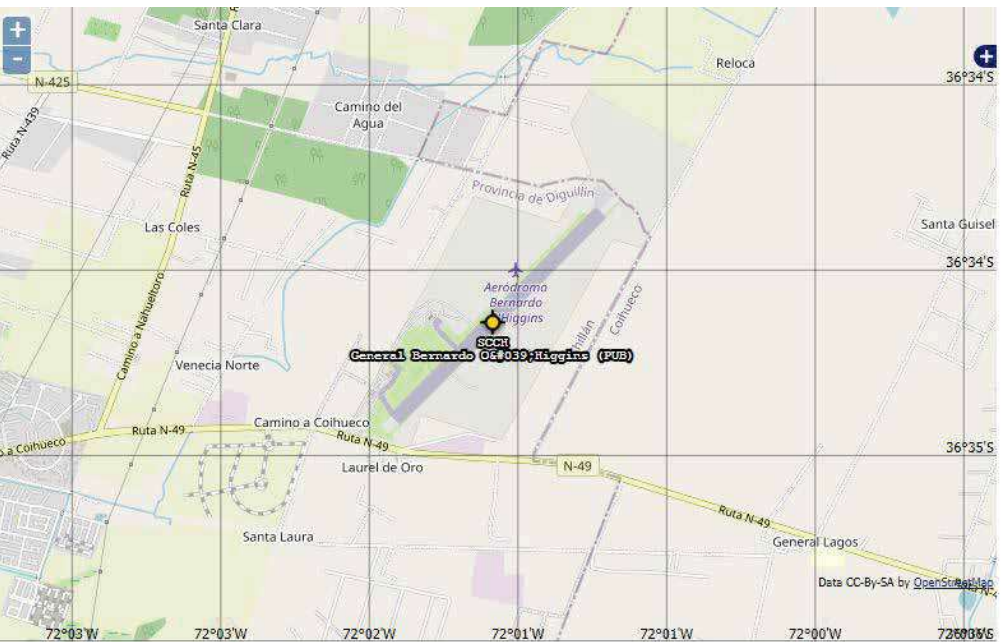 +
-
+
Santa Clara
Reloca
N-425
36°34'S
Camino del
Agua
Ruta N-439
Ruta N-45
Provincia de Diguillín
Las Coles
Santa Guisel
36°34'S
Aeródromo
Bernardo
O'Higgins
SCCH
General Bernardo O&#039;Higgins (PUB)
Chillán
Coihueco
Camino a Nahueltoro
Venecia Norte
Camino a Coihueco
Ruta N-49
Ruta N-49
a Coihueco
36°35'S
Laurel de Oro
N-49
Ruta N-49
Santa Laura
General Lagos
Data CC-By-SA by OpenStreetMap
72°03'W
72°03'W
72°02'W
72°01'W
72°01'W
72°00'W